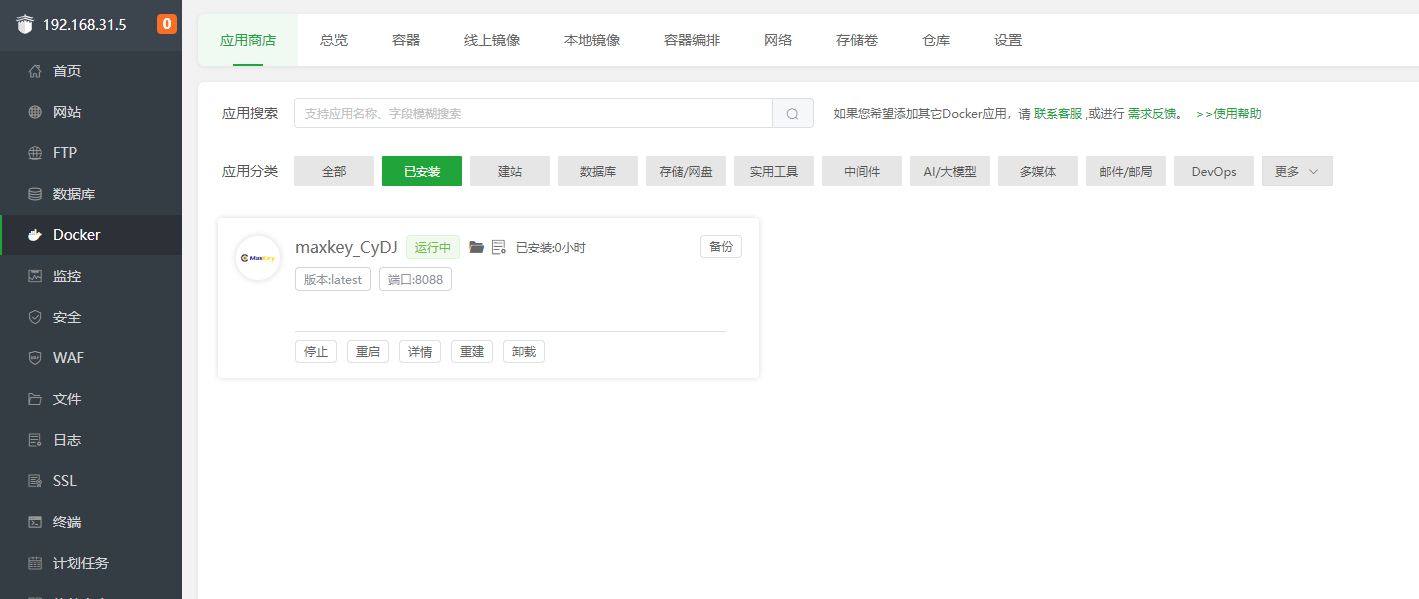 192.168.31.5 0
首页
网站
FTP
数据库
Docker
监控
安全
WAF
文件
日志
SSL
终端
计划任务
应用商店 总览 容器 线上镜像 本地镜像 容器编排 网络 存储卷 仓库 设置
应用搜索 支持应用名称、字段模糊搜索 如果您希望添加其它Docker应用，请 联系客服 ,或进行 需求反馈。 >>使用帮助
应用分类 全部 已安装 建站 数据库 存储/网盘 实用工具 中间件 AI/大模型 多媒体 邮件/邮局 DevOps 更多
MaxKey
maxkey_CyDJ 运行中 已安装:0小时 备份
版本:latest 端口:8088
停止 重启 详情 重建 卸载